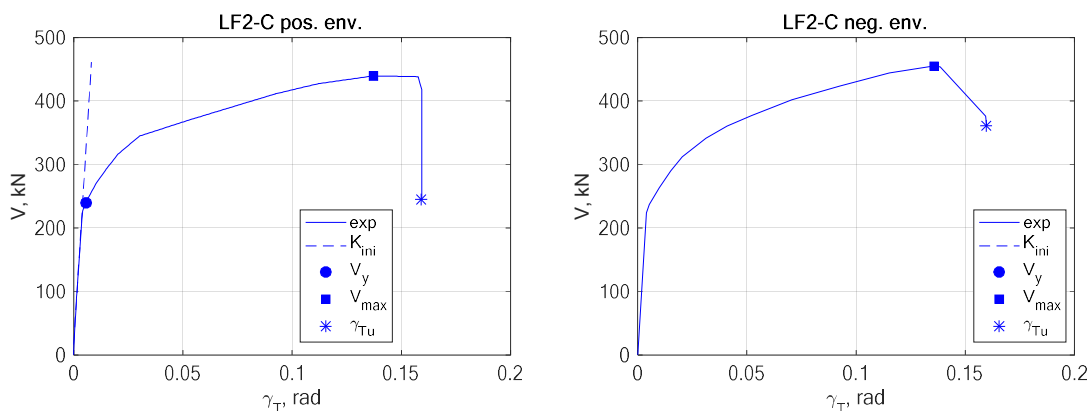 LF2-C pos. env.
500
400
300
200
100
0
V, kN
0
0.05
0.1
0.15
0.2
γT, rad
exp
Kini
Vy
Vmax
γTu
LF2-C neg. env.
500
400
300
200
100
0
V, kN
0
0.05
0.1
0.15
0.2
γT, rad
exp
Kini
Vy
Vmax
γTu